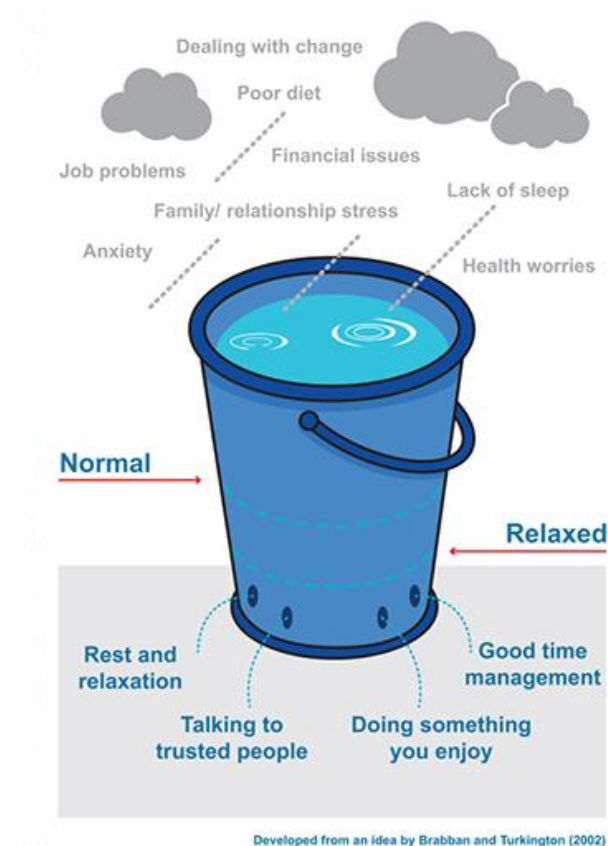 Dealing with change
Poor diet
Financial issues
Job problems
Lack of sleep
Family/ relationship stress
Anxiety
Health worries
Normal
Relaxed
Rest and
relaxation
Good time
management
Talking to
trusted people
Doing something
you enjoy
Developed from an idea by Brabban and Turkington (2002)